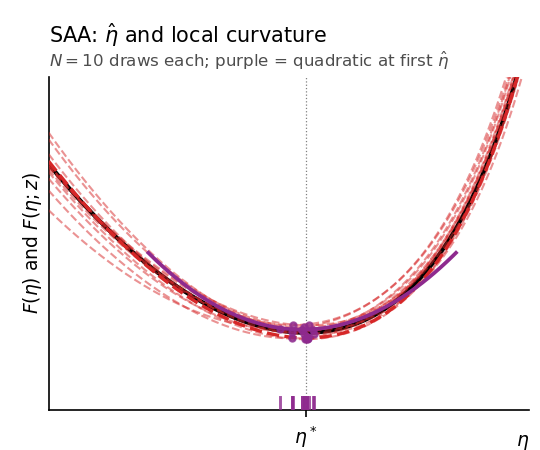 SAA: η̂ and local curvature
N = 10 draws each; purple = quadratic at first η̂
F(η) and F(η; z)
η*
η